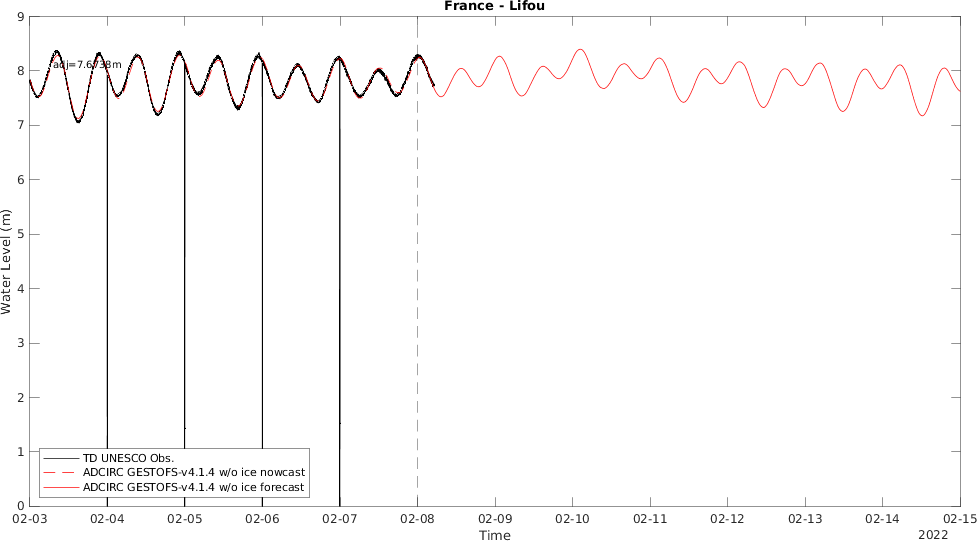 France - Lifou
9
8
7
6
5
4
3
2
1
0
Water Level (m)
adj=7.6738m
TD UNESCO Obs.
ADCIRC GESTOFS-v4.1.4 w/o ice nowcast
ADCIRC GESTOFS-v4.1.4 w/o ice forecast
02-03 02-04 02-05 02-06 02-07 02-08 02-09 02-10 02-11 02-12 02-13 02-14 02-15
Time
2022